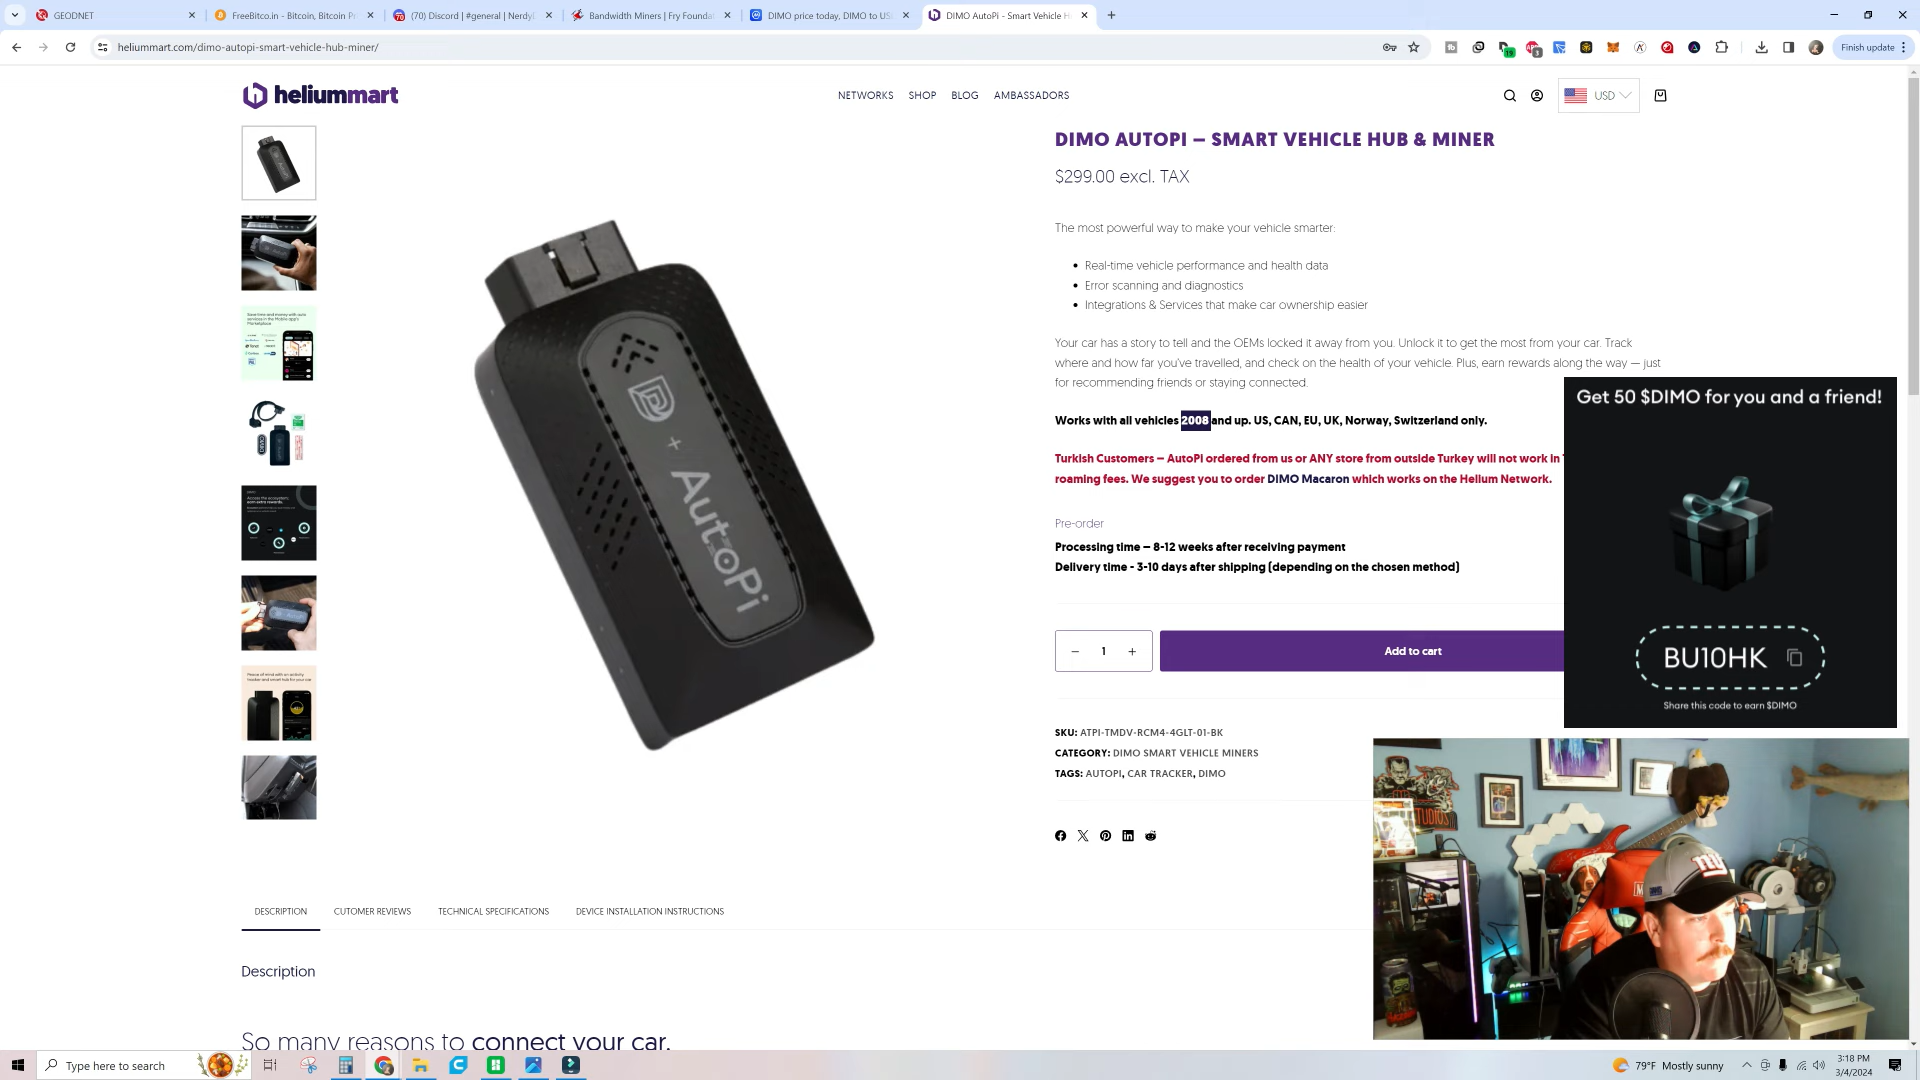 GEODNET
FreeBitco.in - Bitcoin, Bitcoin P
(70) Discord | #general | NerdyL
Bandwidth Miners | Fry Foundat
DIMO price today, DIMO to US
DIMO AutoPi - Smart Vehicle H
heliummart.com/dimo-autopi-smart-vehicle-hub-miner/
Finish update
heliummart
NETWORKS
SHOP
BLOG
AMBASSADORS
USD
DIMO AUTOPI – SMART VEHICLE HUB & MINER
$299.00 excl. TAX
The most powerful way to make your vehicle smarter:
Real-time vehicle performance and health data
Error scanning and diagnostics
Integrations & Services that make car ownership easier
Your car has a story to tell and the OEMs locked it away from you. Unlock it to get the most from your car. Track
where and how far you've travelled, and check on the health of your vehicle. Plus, earn rewards along the way — just
for recommending friends or staying connected.
Works with all vehicles 2008 and up. US, CAN, EU, UK, Norway, Switzerland only.
Turkish Customers – AutoPi ordered from us or ANY store from outside Turkey will not work in
roaming fees. We suggest you to order DIMO Macaron which works on the Helium Network.
Pre-order
Processing time – 8-12 weeks after receiving payment
Delivery time - 3-10 days after shipping (depending on the chosen method)
1
Add to cart
SKU: ATPI-TMDV-RCM4-4GLT-01-BK
CATEGORY: DIMO SMART VEHICLE MINERS
TAGS: AUTOPI, CAR TRACKER, DIMO
+ AutoPi
Get 50 $DIMO for you and a friend!
BU10HK
Share this code to earn $DIMO
DESCRIPTION
CUTOMER REVIEWS
TECHNICAL SPECIFICATIONS
DEVICE INSTALLATION INSTRUCTIONS
Description
So many reasons to connect your car.
Type here to search
79°F Mostly sunny
3:18 PM
3/4/2024